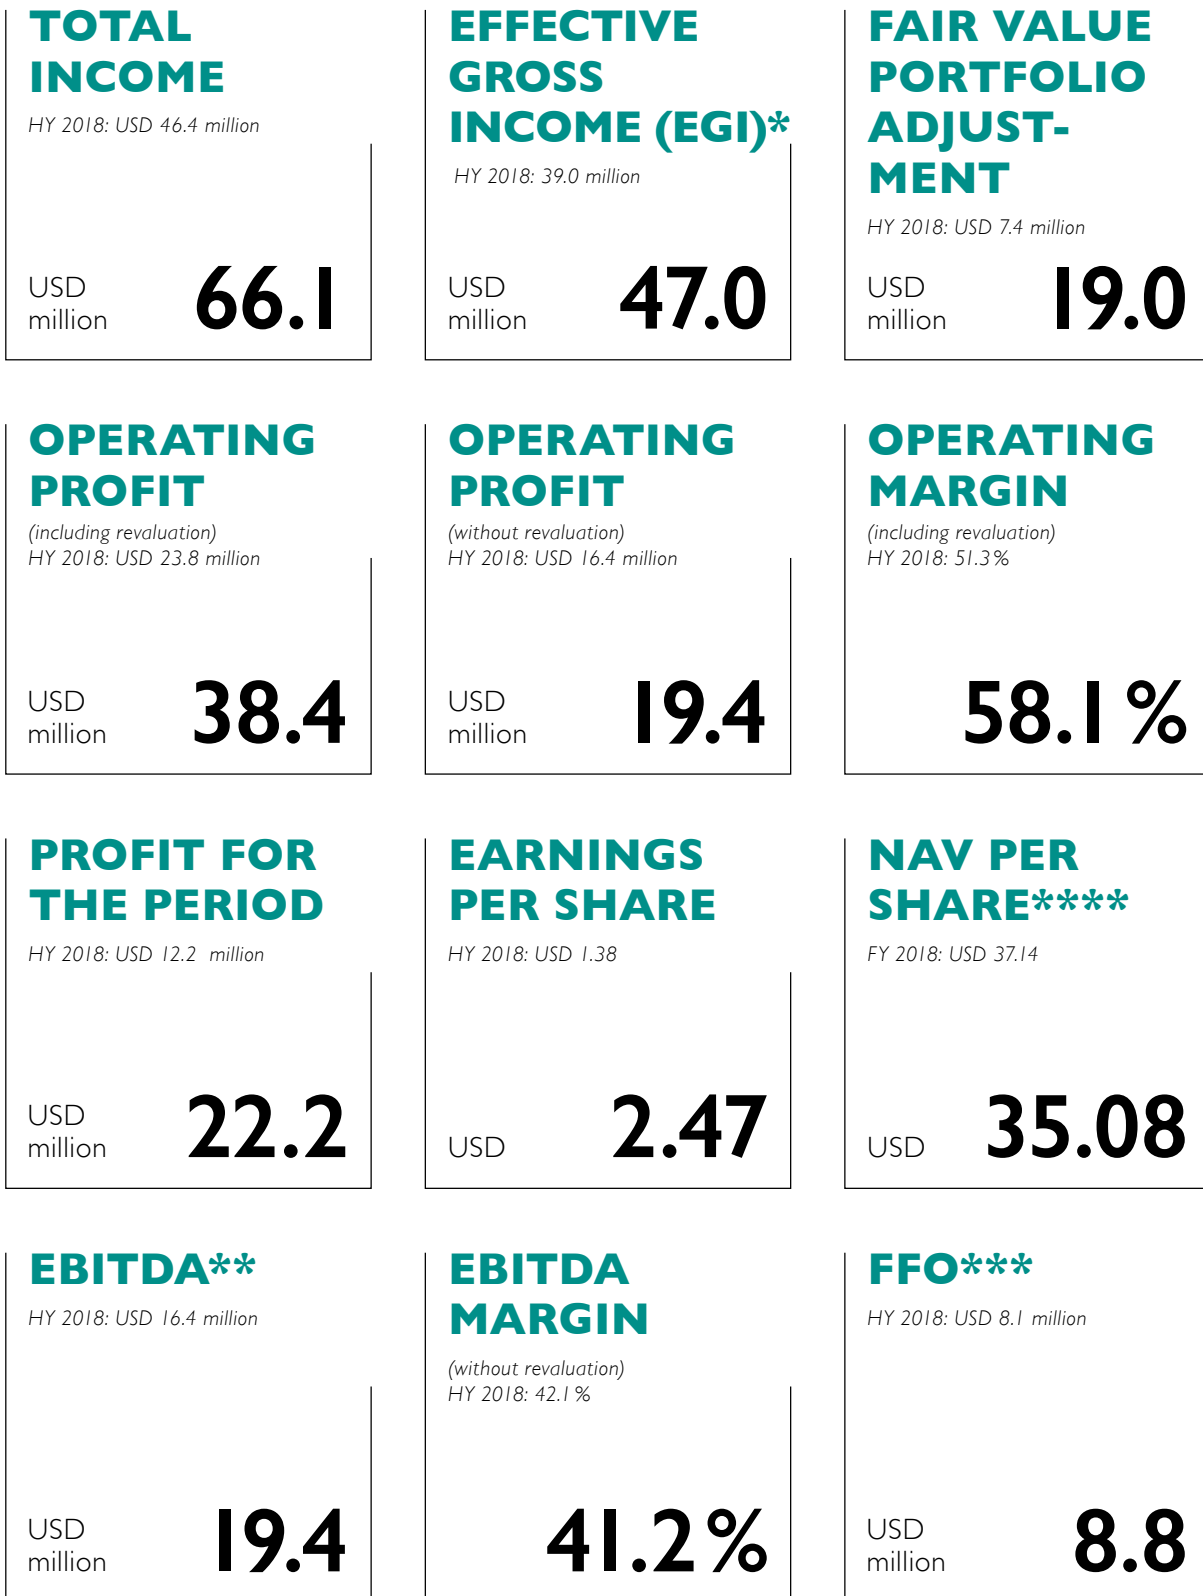 TOTAL
INCOME
HY 2018: USD 46.4 million
USD
million
66.1
EFFECTIVE
GROSS
INCOME (EGI)*
HY 2018: 39.0 million
USD
million
47.0
FAIR VALUE
PORTFOLIO
ADJUST-
MENT
HY 2018: USD 7.4 million
USD
million
19.0
OPERATING
PROFIT
(including revaluation)
HY 2018: USD 23.8 million
USD
million
38.4
OPERATING
PROFIT
(without revaluation)
HY 2018: USD 16.4 million
USD
million
19.4
OPERATING
MARGIN
(including revaluation)
HY 2018: 51.3%
58.1%
PROFIT FOR
THE PERIOD
HY 2018: USD 12.2 million
USD
million
22.2
EARNINGS
PER SHARE
HY 2018: USD 1.38
USD
2.47
NAV PER
SHARE****
FY 2018: USD 37.14
USD
35.08
EBITDA**
HY 2018: USD 16.4 million
USD
million
19.4
EBITDA
MARGIN
(without revaluation)
HY 2018: 42.1%
41.2%
FFO***
HY 2018: USD 8.1 million
USD
million
8.8